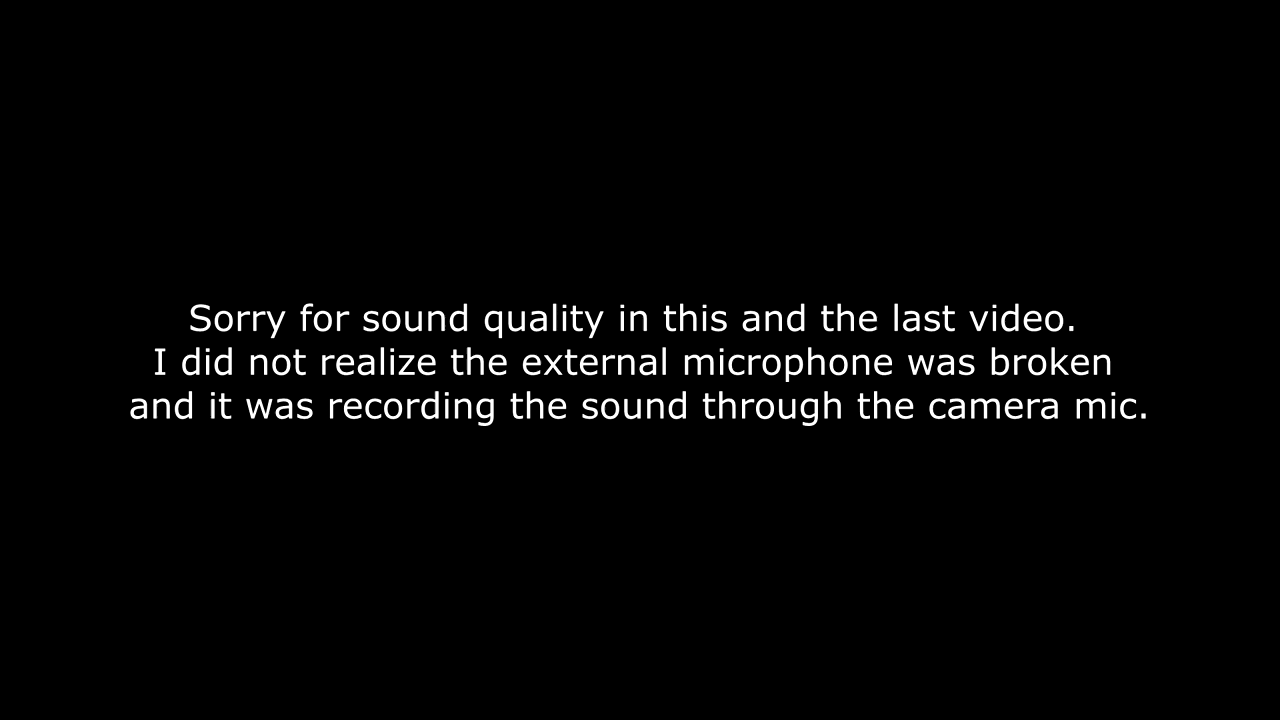 Sorry for sound quality in this and the last video.
I did not realize the external microphone was broken
and it was recording the sound through the camera mic.